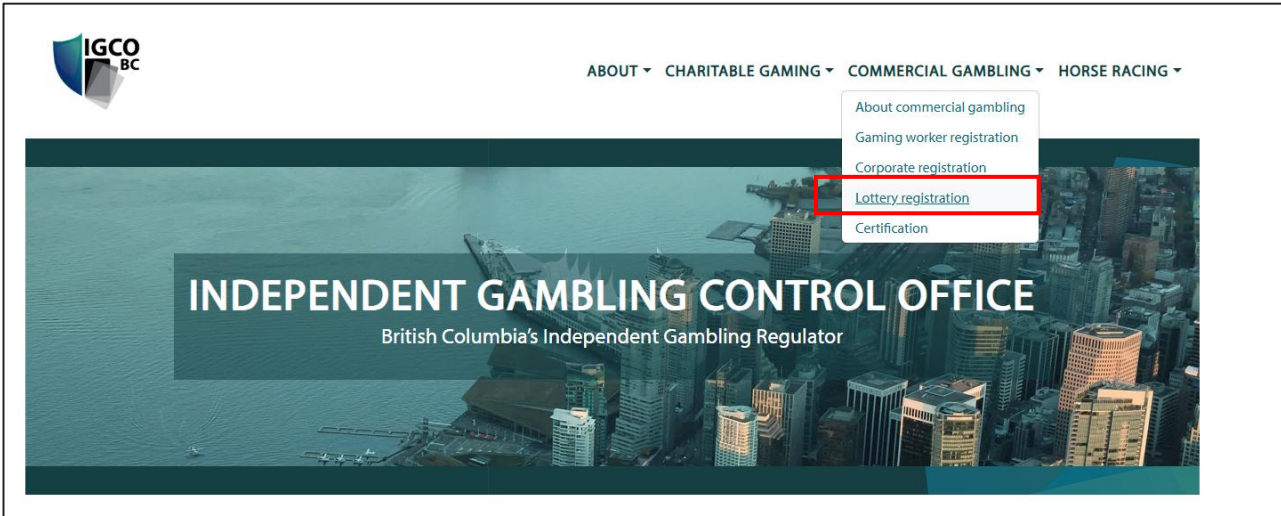 IGCO
BC
ABOUT CHARITABLE GAMING COMMERCIAL GAMBLING HORSE RACING
About commercial gambling
Gaming worker registration
Corporate registration
Lottery registration
Certification
INDEPENDENT GAMBLING CONTROL OFFICE
British Columbia's Independent Gambling Regulator